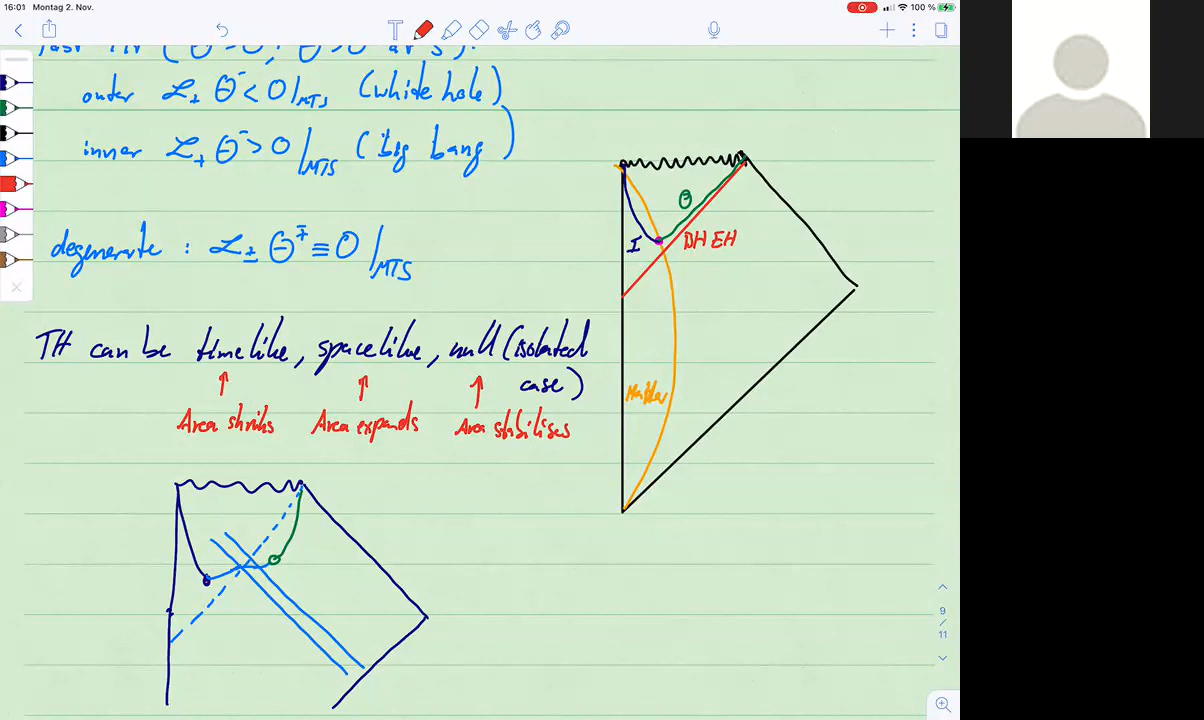 16:01 Montag 2. Nov.
100 %
outer ℒ₊ Θ⁻ < 0 |MTS (white hole)
inner ℒ₊ Θ⁻ > 0 |MTS (big bang)
degenerate : ℒ± Θ∓ ≡ 0 |MTS
TH can be timelike, spacelike, null (isolated
case)
Area shrinks Area expands Area stabilises
I
DH EH
Matter
9
/
11